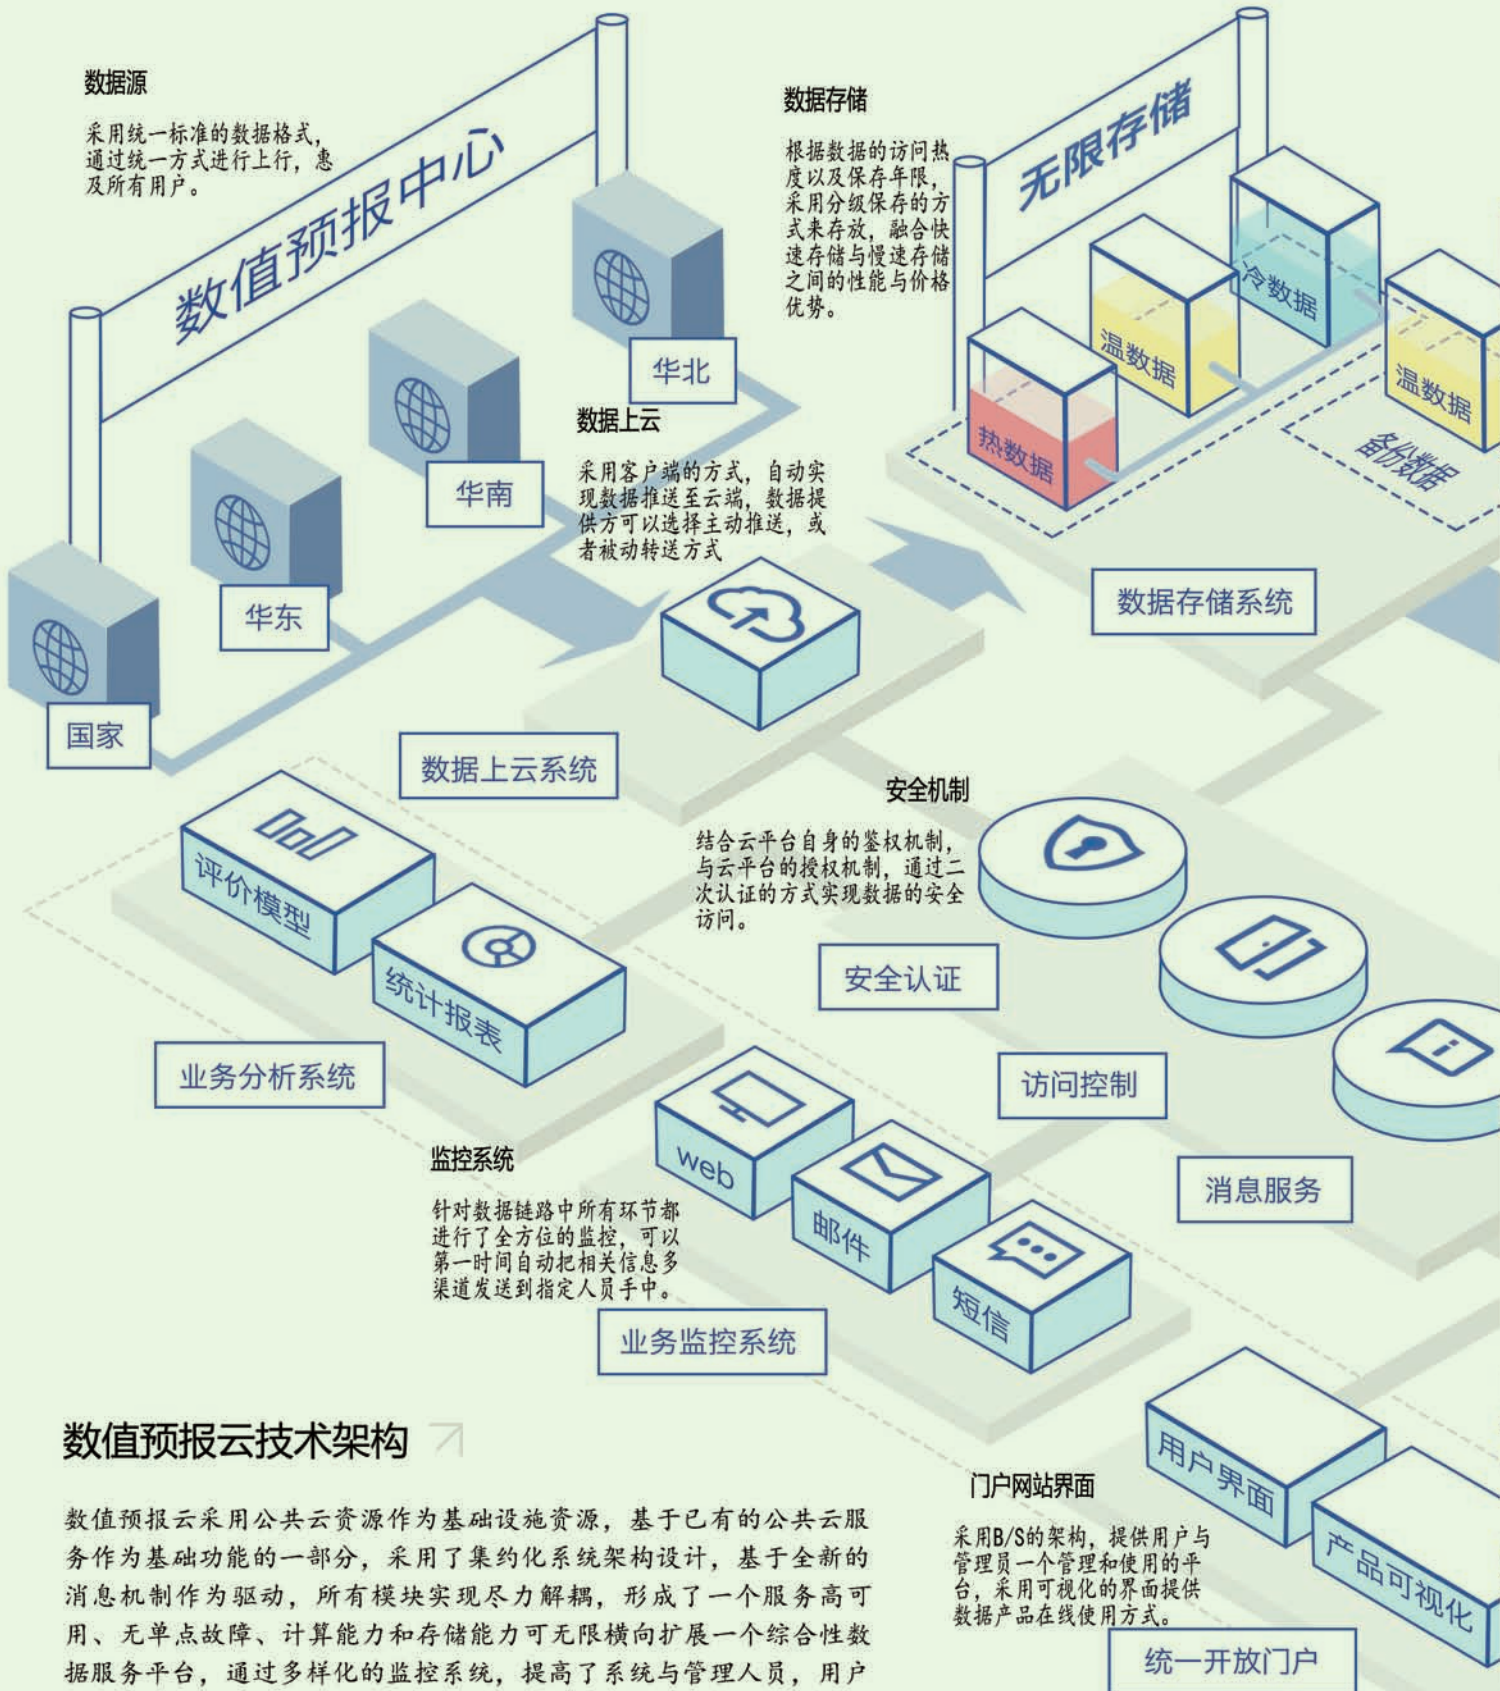 数据源
采用统一标准的数据格式，
通过统一方式进行上行，惠
及所有用户。
数值预报中心
华北
华南
华东
国家
数据存储
根据数据的访问热
度以及保存年限，
采用分级保存的方
式来存放，融合快
速存储与慢速存储
之间的性能与价格
优势。
无限存储
冷数据
温数据
热数据
温数据
备份数据
数据存储系统
数据上云
采用客户端的方式，自动实
现数据推送至云端，数据提
供方可以选择主动推送，或
者被动转送方式
数据上云系统
评价模型
统计报表
业务分析系统
安全机制
结合云平台自身的鉴权机制，
与云平台的授权机制，通过二
次认证的方式实现数据的安全
访问。
安全认证
访问控制
消息服务
监控系统
针对数据链路中所有环节都
进行了全方位的监控，可以
第一时间自动把相关信息多
渠道发送到指定人员手中。
web
邮件
短信
业务监控系统
数值预报云技术架构
数值预报云采用公共云资源作为基础设施资源，基于已有的公共云服
务作为基础功能的一部分，采用了集约化系统架构设计，基于全新的
消息机制作为驱动，所有模块实现尽力解耦，形成了一个服务高可
用、无单点故障、计算能力和存储能力可无限横向扩展一个综合性数
据服务平台，通过多样化的监控系统，提高了系统与管理人员，用户
门户网站界面
采用B/S的架构，提供用户与
管理员一个管理和使用的平
台，采用可视化的界面提供
数据产品在线使用方式。
用户界面
产品可视化
统一开放门户